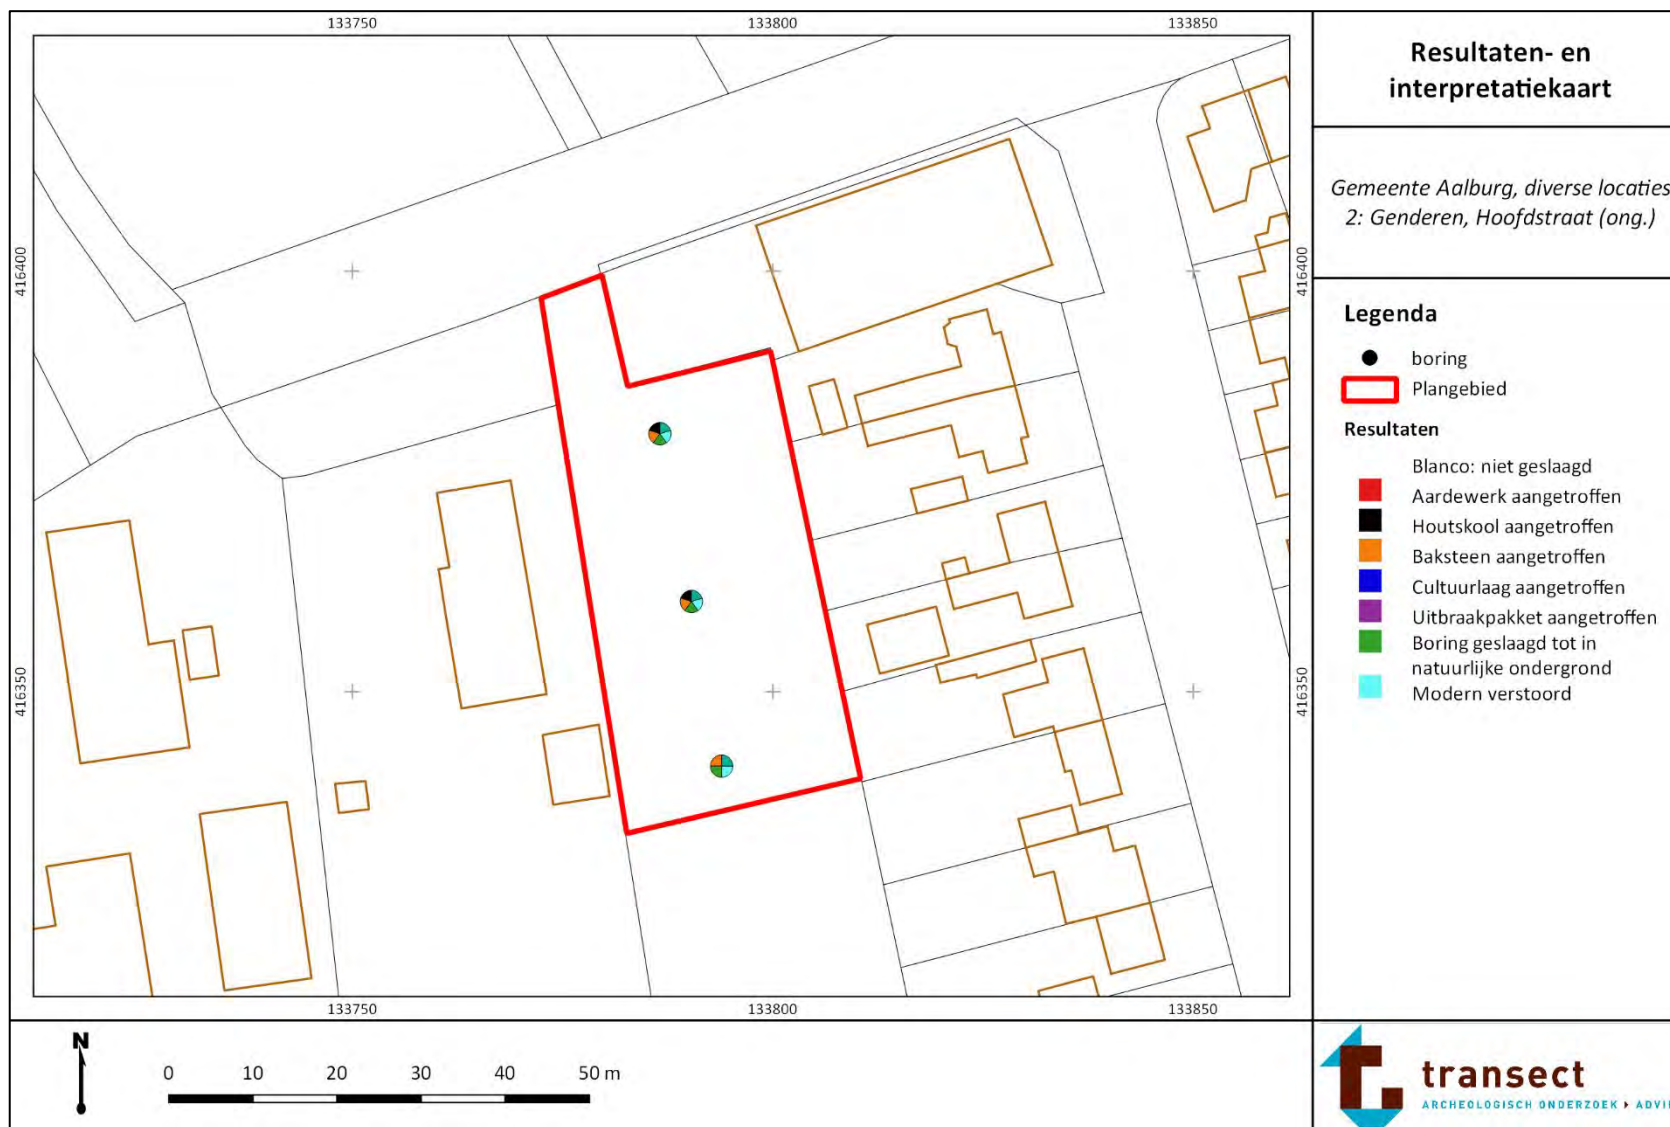 133750
133800
133850
416400
416400
416350
416350
133750
133800
133850
Resultaten- en
interpretatiekaart
Gemeente Aalburg, diverse locaties
2: Genderen, Hoofdstraat (ong.)
Legenda
boring
Plangebied
Resultaten
Blanco: niet geslaagd
Aardewerk aangetroffen
Houtskool aangetroffen
Baksteen aangetroffen
Cultuurlaag aangetroffen
Uitbraakpakket aangetroffen
Boring geslaagd tot in
natuurlijke ondergrond
Modern verstoord
N
0 10 20 30 40 50 m
transect
ARCHEOLOGISCH ONDERZOEK ▸ ADVI